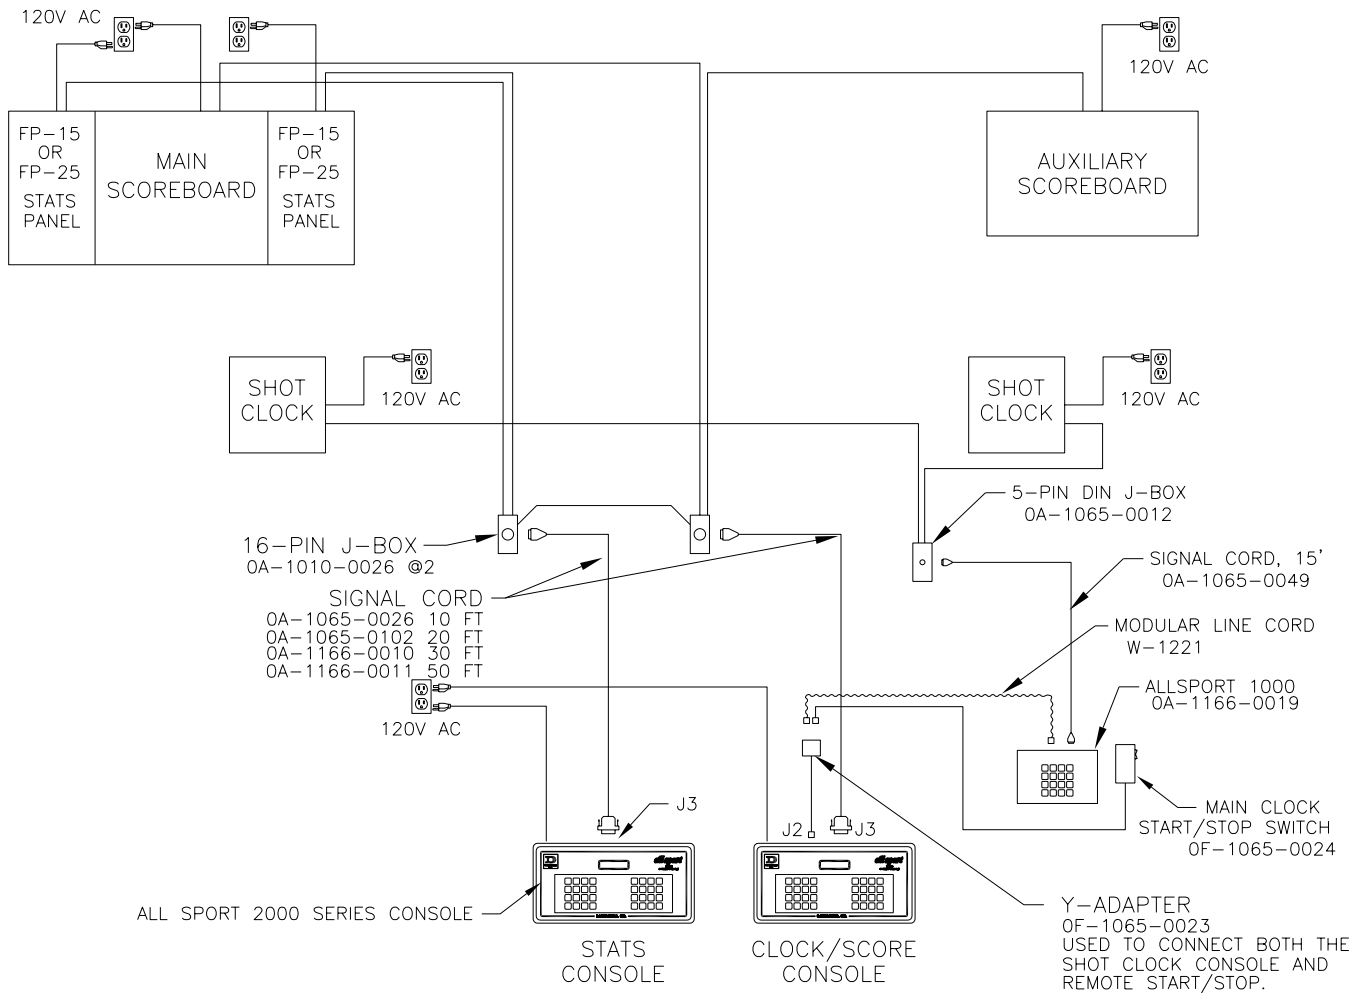 120V AC
120V AC
FP-15
OR
FP-25
STATS
PANEL
MAIN
SCOREBOARD
FP-15
OR
FP-25
STATS
PANEL
AUXILIARY
SCOREBOARD
SHOT
CLOCK
120V AC
SHOT
CLOCK
120V AC
5-PIN DIN J-BOX
0A-1065-0012
16-PIN J-BOX
0A-1010-0026 @2
SIGNAL CORD, 15'
0A-1065-0049
SIGNAL CORD
0A-1065-0026 10 FT
0A-1065-0102 20 FT
0A-1166-0010 30 FT
0A-1166-0011 50 FT
MODULAR LINE CORD
W-1221
ALLSPORT 1000
0A-1166-0019
120V AC
J3
J2
J3
MAIN CLOCK
START/STOP SWITCH
0F-1065-0024
ALL SPORT 2000 SERIES CONSOLE
STATS
CONSOLE
CLOCK/SCORE
CONSOLE
Y-ADAPTER
0F-1065-0023
USED TO CONNECT BOTH THE
SHOT CLOCK CONSOLE AND
REMOTE START/STOP.